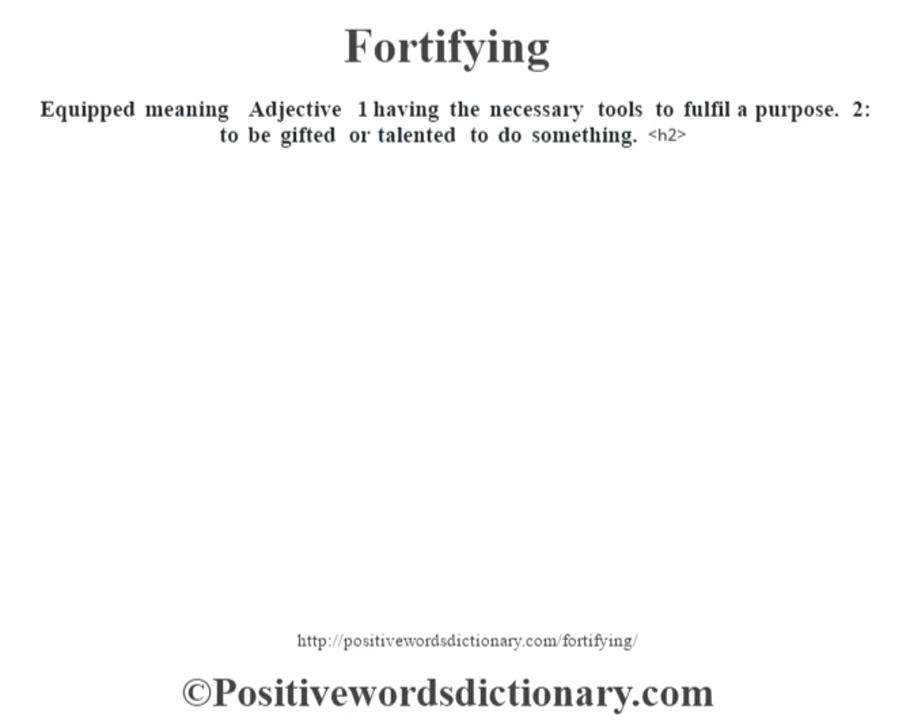 Fortifying
Equipped meaning Adjective 1 having the necessary tools to fulfil a purpose. 2:
to be gifted or talented to do something. <h2>
http://positivewordsdictionary.com/fortifying/
©Positivewordsdictionary.com